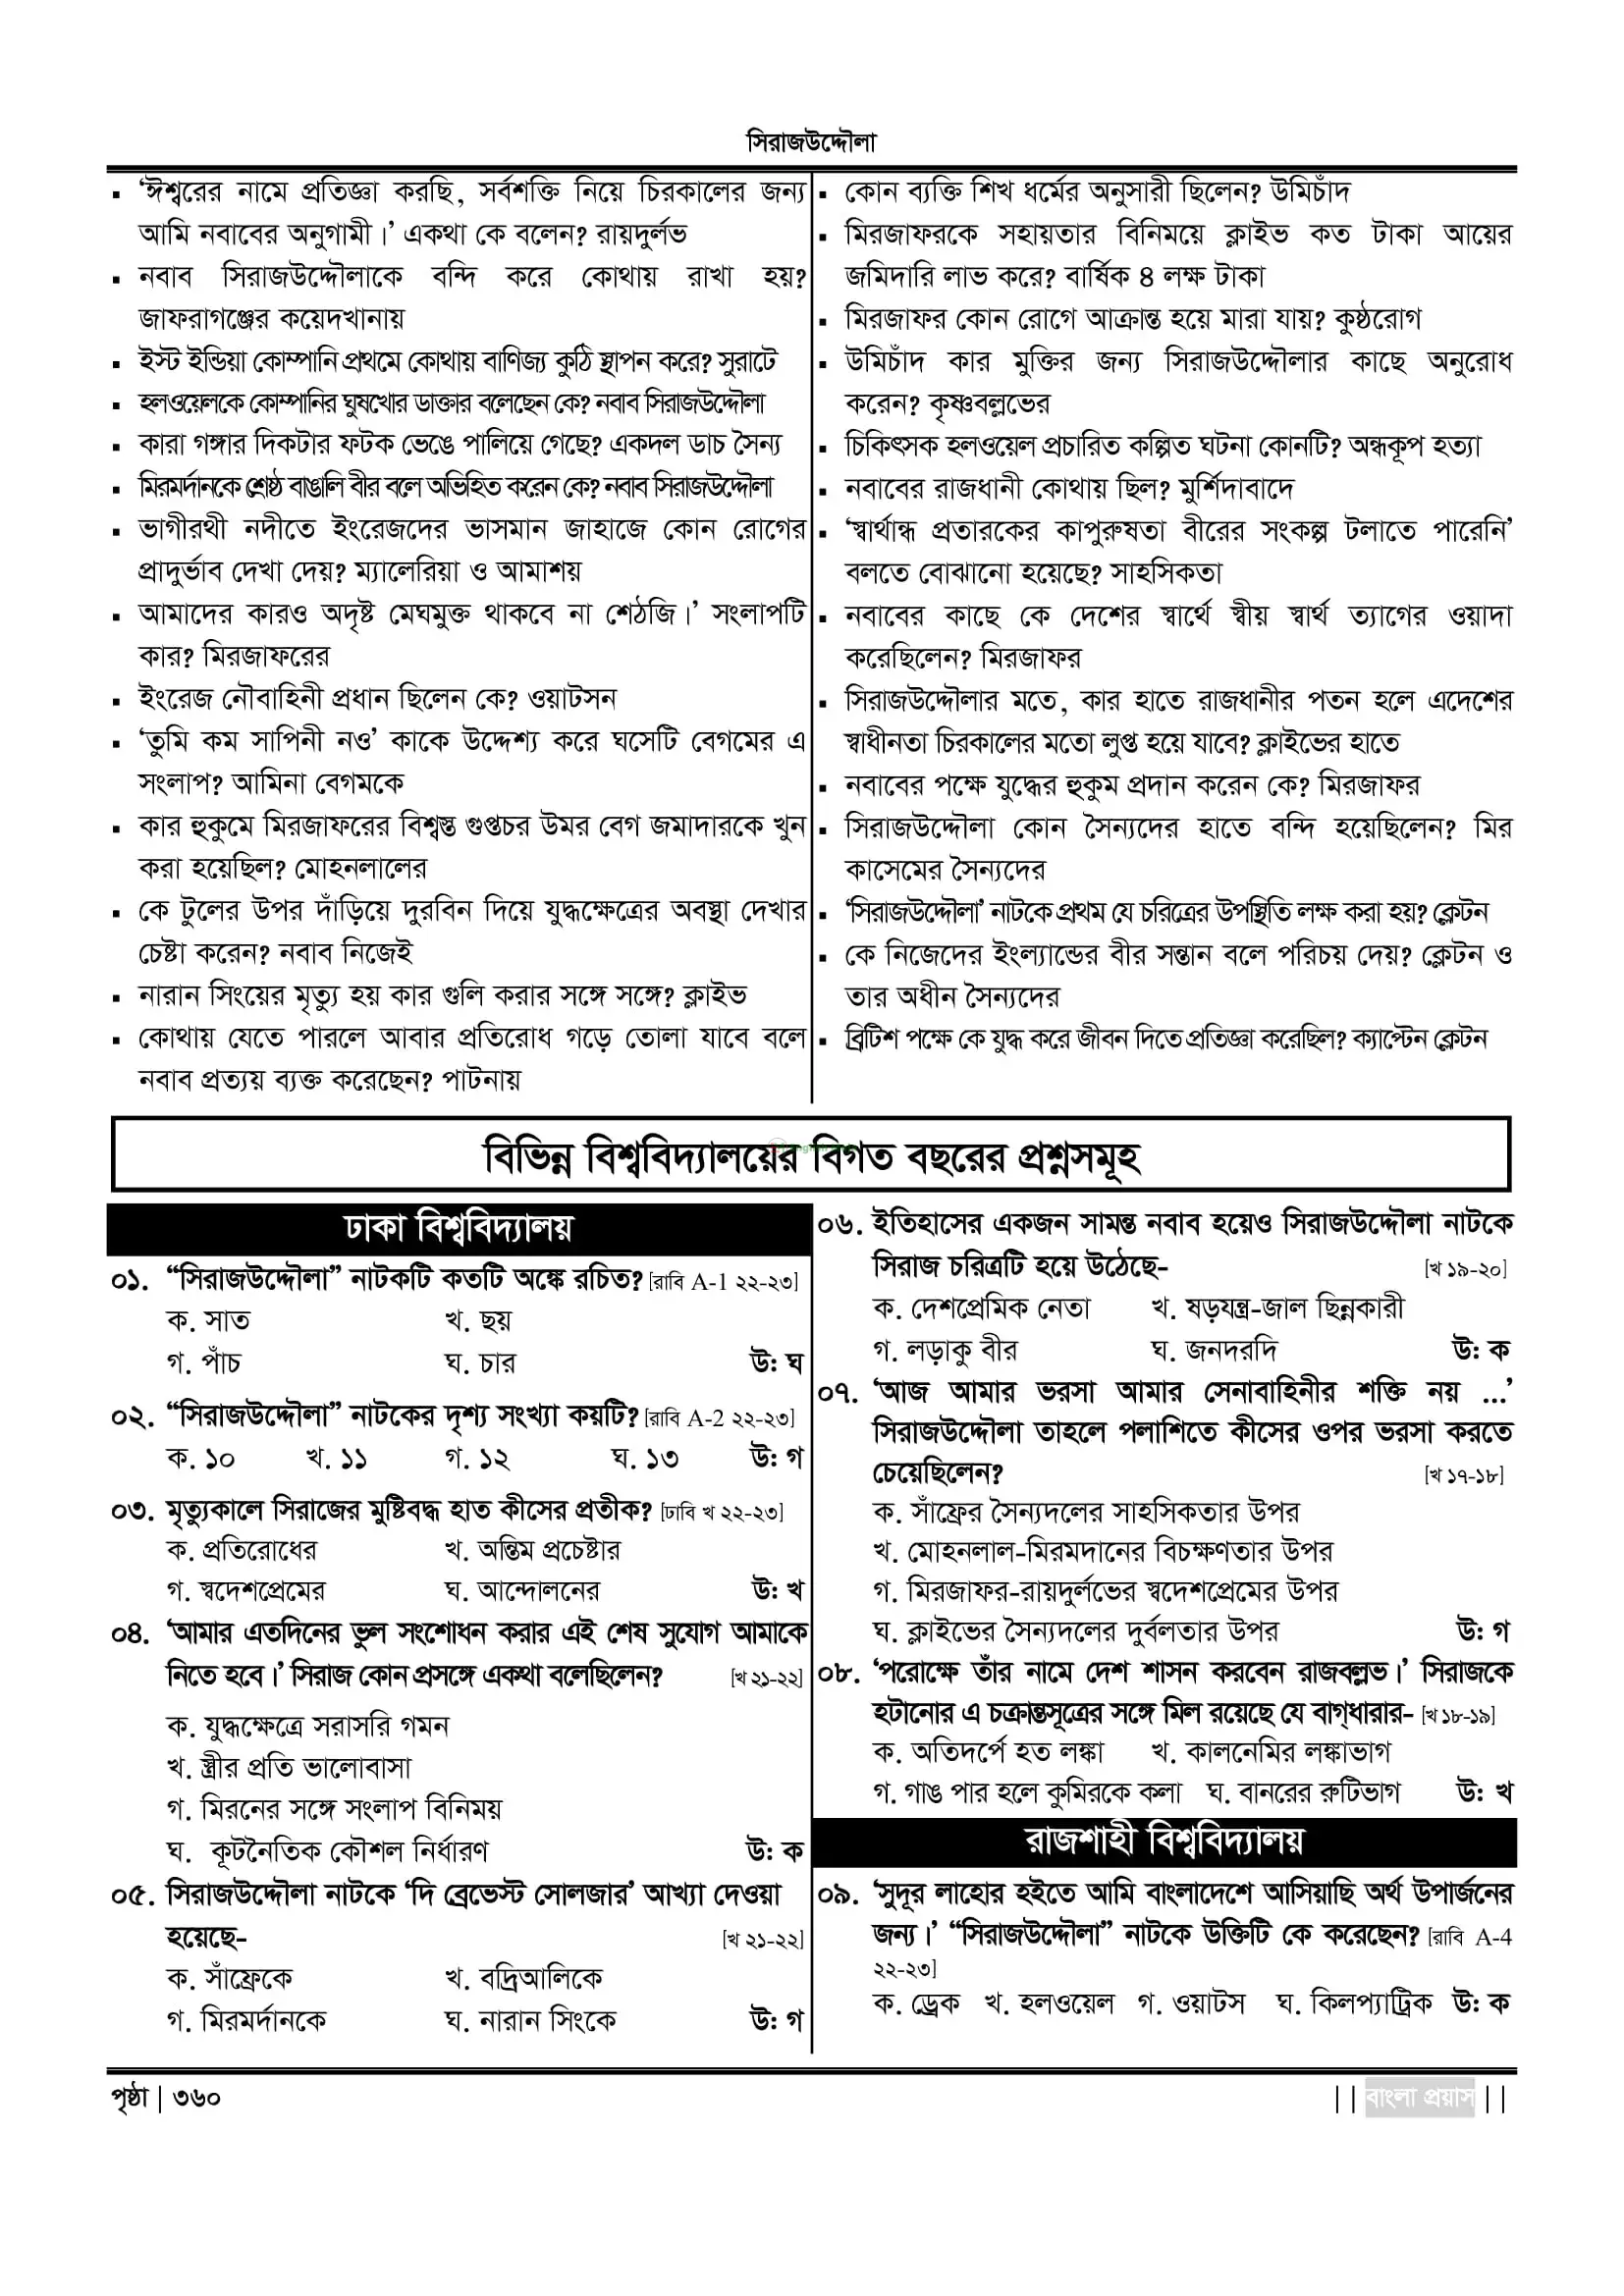 সিরাজউদ্দৌলা
▪ ‘ঈশ্বরের নামে প্রতিজ্ঞা করছি, সর্বশক্তি নিয়ে চিরকালের জন্য
আমি নবাবের অনুগামী।’ একথা কে বলেন? রায়দুর্লভ
▪ নবাব সিরাজউদ্দৌলাকে বন্দি করে কোথায় রাখা হয়?
জাফরাগঞ্জের কয়েদখানায়
▪ ইস্ট ইন্ডিয়া কোম্পানি প্রথমে কোথায় বাণিজ্য কুঠি স্থাপন করে? সুরাটে
▪ হলওয়েলকে কোম্পানির ঘুষখোর ডাক্তার বলেছেন কে? নবাব সিরাজউদ্দৌলা
▪ কারা গঙ্গার দিকটার ফটক ভেঙে পালিয়ে গেছে? একদল ডাচ সৈন্য
▪ মিরমর্দানকে শ্রেষ্ঠ বাঙালি বীর বলে অভিহিত করেন কে? নবাব সিরাজউদ্দৌলা
▪ ভাগীরথী নদীতে ইংরেজদের ভাসমান জাহাজে কোন রোগের
প্রাদুর্ভাব দেখা দেয়? ম্যালেরিয়া ও আমাশয়
▪ আমাদের কারও অদৃষ্ট মেঘমুক্ত থাকবে না শেঠজি।’ সংলাপটি
কার? মিরজাফরের
▪ ইংরেজ নৌবাহিনী প্রধান ছিলেন কে? ওয়াটসন
▪ ‘তুমি কম সাপিনী নও’ কাকে উদ্দেশ্য করে ঘসেটি বেগমের এ
সংলাপ? আমিনা বেগমকে
▪ কার হুকুমে মিরজাফরের বিশ্বস্ত গুপ্তচর উমর বেগ জমাদারকে খুন
করা হয়েছিল? মোহনলালের
▪ কে টুলের উপর দাঁড়িয়ে দুরবিন দিয়ে যুদ্ধক্ষেত্রের অবস্থা দেখার
চেষ্টা করেন? নবাব নিজেই
▪ নারান সিংয়ের মৃত্যু হয় কার গুলি করার সঙ্গে সঙ্গে? ক্লাইভ
▪ কোথায় যেতে পারলে আবার প্রতিরোধ গড়ে তোলা যাবে বলে
নবাব প্রত্যয় ব্যক্ত করেছেন? পাটনায়
▪ কোন ব্যক্তি শিখ ধর্মের অনুসারী ছিলেন? উমিচাঁদ
▪ মিরজাফরকে সহায়তার বিনিময়ে ক্লাইভ কত টাকা আয়ের
জমিদারি লাভ করে? বার্ষিক ৪ লক্ষ টাকা
▪ মিরজাফর কোন রোগে আক্রান্ত হয়ে মারা যায়? কুষ্ঠরোগ
▪ উমিচাঁদ কার মুক্তির জন্য সিরাজউদ্দৌলার কাছে অনুরোধ
করেন? কৃষ্ণবল্লভের
▪ চিকিৎসক হলওয়েল প্রচারিত কল্পিত ঘটনা কোনটি? অন্ধকূপ হত্যা
▪ নবাবের রাজধানী কোথায় ছিল? মুর্শিদাবাদে
▪ ‘স্বার্থান্ধ প্রতারকের কাপুরুষতা বীরের সংকল্প টলাতে পারেনি’
বলতে বোঝানো হয়েছে? সাহসিকতা
▪ নবাবের কাছে কে দেশের স্বার্থে স্বীয় স্বার্থ ত্যাগের ওয়াদা
করেছিলেন? মিরজাফর
▪ সিরাজউদ্দৌলার মতে, কার হাতে রাজধানীর পতন হলে এদেশের
স্বাধীনতা চিরকালের মতো লুপ্ত হয়ে যাবে? ক্লাইভের হাতে
▪ নবাবের পক্ষে যুদ্ধের হুকুম প্রদান করেন কে? মিরজাফর
▪ সিরাজউদ্দৌলা কোন সৈন্যদের হাতে বন্দি হয়েছিলেন? মির
কাসেমের সৈন্যদের
▪ ‘সিরাজউদ্দৌলা’ নাটকে প্রথম যে চরিত্রের উপস্থিতি লক্ষ করা হয়? ক্লেটন
▪ কে নিজেদের ইংল্যান্ডের বীর সন্তান বলে পরিচয় দেয়? ক্লেটন ও
তার অধীন সৈন্যদের
▪ ব্রিটিশ পক্ষে কে যুদ্ধ করে জীবন দিতে প্রতিজ্ঞা করেছিল? ক্যাপ্টেন ক্লেটন
বিভিন্ন বিশ্ববিদ্যালয়ের বিগত বছরের প্রশ্নসমূহ
ঢাকা বিশ্ববিদ্যালয়
০১. “সিরাজউদ্দৌলা” নাটকটি কতটি অঙ্কে রচিত? [রাবি A-1 ২২-২৩]
ক. সাত খ. ছয়
গ. পাঁচ ঘ. চার উ: ঘ
০২. “সিরাজউদ্দৌলা” নাটকের দৃশ্য সংখ্যা কয়টি? [রাবি A-2 ২২-২৩]
ক. ১০ খ. ১১ গ. ১২ ঘ. ১৩ উ: গ
০৩. মৃত্যুকালে সিরাজের মুষ্টিবদ্ধ হাত কীসের প্রতীক? [ঢাবি খ ২২-২৩]
ক. প্রতিরোধের খ. অন্তিম প্রচেষ্টার
গ. স্বদেশপ্রেমের ঘ. আন্দোলনের উ: খ
০৪. ‘আমার এতদিনের ভুল সংশোধন করার এই শেষ সুযোগ আমাকে
নিতে হবে।’ সিরাজ কোন প্রসঙ্গে একথা বলেছিলেন? [খ ২১-২২]
ক. যুদ্ধক্ষেত্রে সরাসরি গমন
খ. স্ত্রীর প্রতি ভালোবাসা
গ. মিরনের সঙ্গে সংলাপ বিনিময়
ঘ. কূটনৈতিক কৌশল নির্ধারণ উ: ক
০৫. সিরাজউদ্দৌলা নাটকে ‘দি ব্রেভেস্ট সোলজার’ আখ্যা দেওয়া
হয়েছে- [খ ২১-২২]
ক. সাঁফ্রেকে খ. বদ্রিআলিকে
গ. মিরমর্দানকে ঘ. নারান সিংকে উ: গ
০৬. ইতিহাসের একজন সামন্ত নবাব হয়েও সিরাজউদ্দৌলা নাটকে
সিরাজ চরিত্রটি হয়ে উঠেছে- [খ ১৯-২০]
ক. দেশপ্রেমিক নেতা খ. ষড়যন্ত্র-জাল ছিন্নকারী
গ. লড়াকু বীর ঘ. জনদরদি উ: ক
০৭. ‘আজ আমার ভরসা আমার সেনাবাহিনীর শক্তি নয় ...’
সিরাজউদ্দৌলা তাহলে পলাশিতে কীসের ওপর ভরসা করতে
চেয়েছিলেন? [খ ১৭-১৮]
ক. সাঁফ্রের সৈন্যদলের সাহসিকতার উপর
খ. মোহনলাল-মিরমদানের বিচক্ষণতার উপর
গ. মিরজাফর-রায়দুর্লভের স্বদেশপ্রেমের উপর
ঘ. ক্লাইভের সৈন্যদলের দুর্বলতার উপর উ: গ
০৮. ‘পরোক্ষে তাঁর নামে দেশ শাসন করবেন রাজবল্লভ।’ সিরাজকে
হটানোর এ চক্রান্তসূত্রের সঙ্গে মিল রয়েছে যে বাগ্‌ধারার- [খ ১৮-১৯]
ক. অতিদর্পে হত লঙ্কা খ. কালনেমির লঙ্কাভাগ
গ. গাঙ পার হলে কুমিরকে কলা ঘ. বানরের রুটিভাগ উ: খ
রাজশাহী বিশ্ববিদ্যালয়
০৯. ‘সুদূর লাহোর হইতে আমি বাংলাদেশে আসিয়াছি অর্থ উপার্জনের
জন্য।’ “সিরাজউদ্দৌলা” নাটকে উক্তিটি কে করেছেন? [রাবি A-4
২২-২৩]
ক. ড্রেক খ. হলওয়েল গ. ওয়াটস ঘ. কিলপ্যাট্রিক উ: ক
পৃষ্ঠা | ৩৬০
|| বাংলা প্রয়াস ||